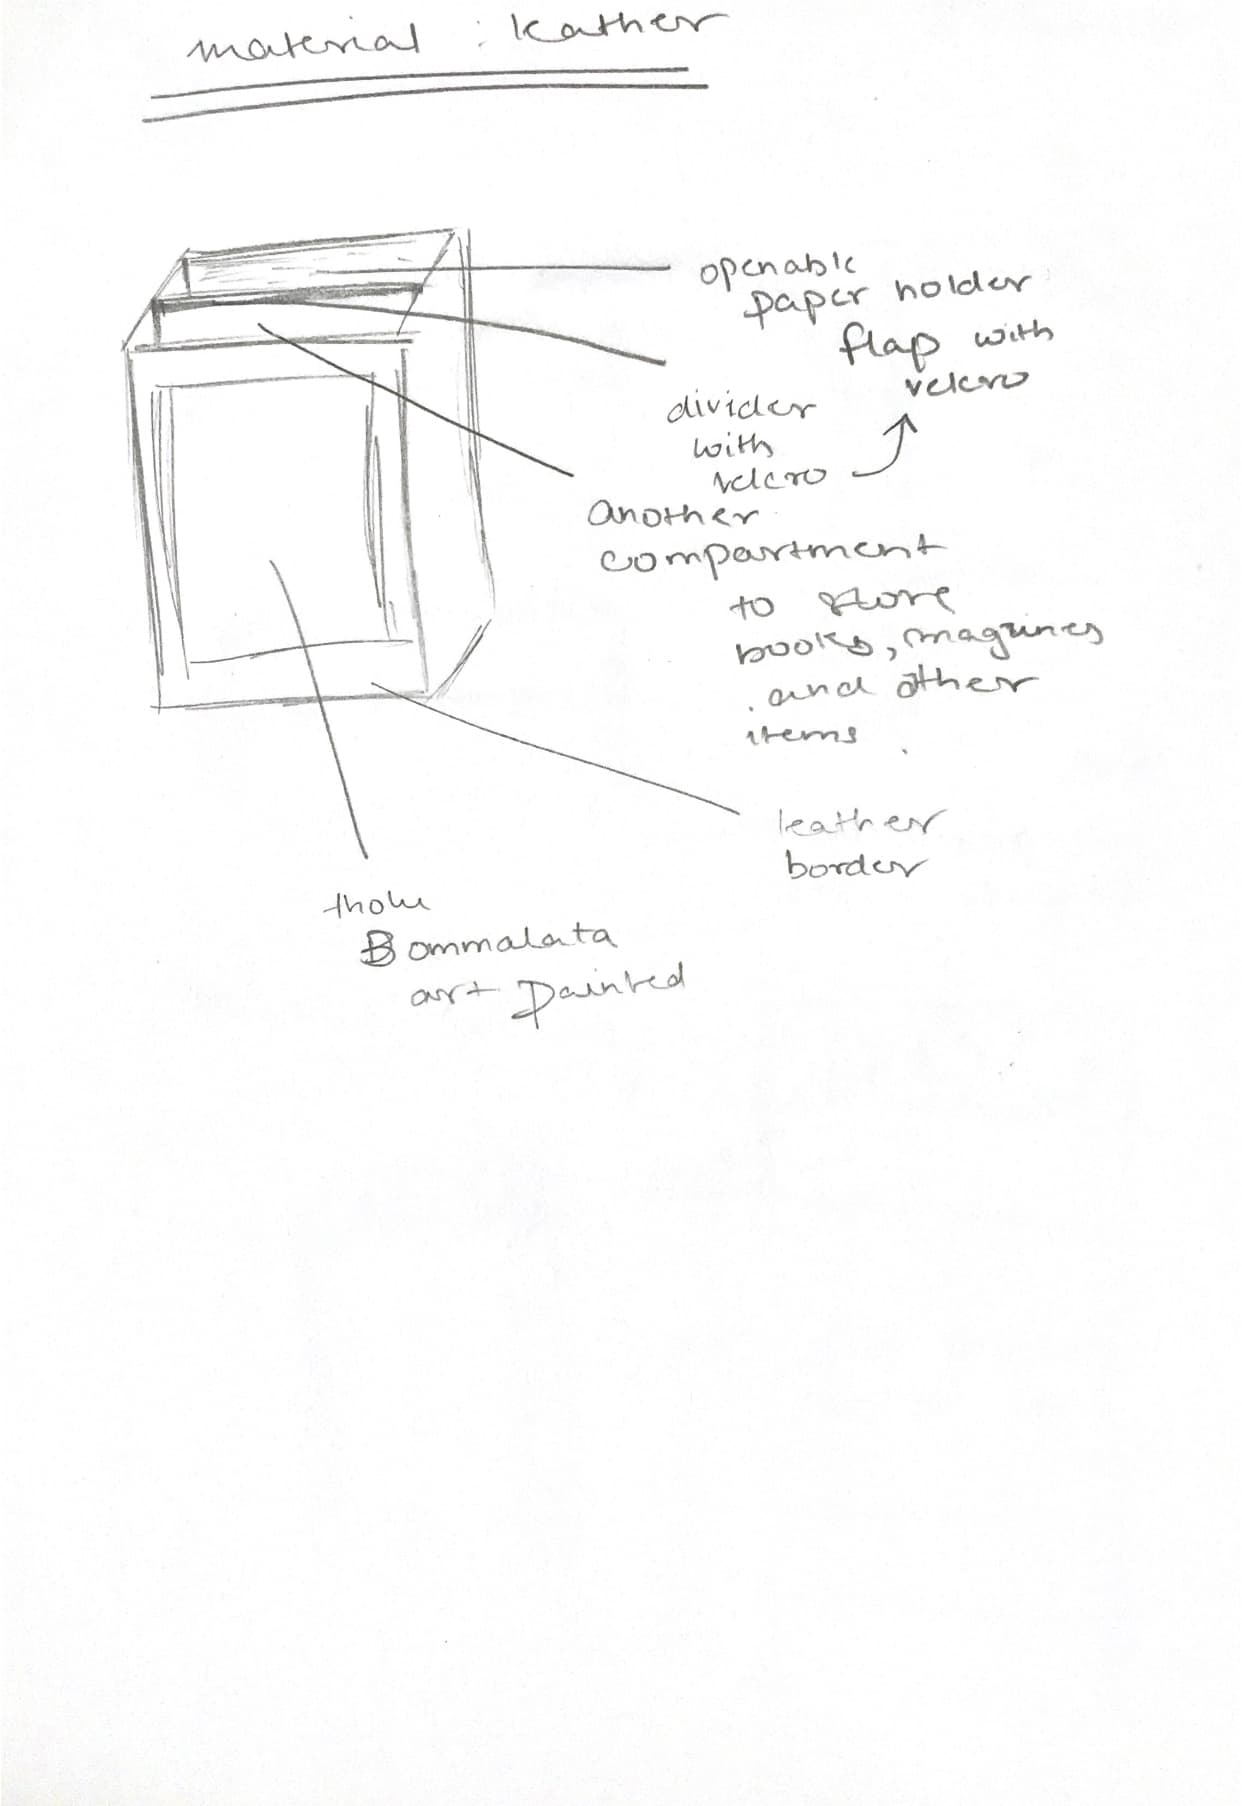 material : leather
openable
paper holder
flap with
velcro
divider
with
velcro
another
compartment
to store
books, magzines
and other
items.
leather
border
tholu
Bommalata
art painted